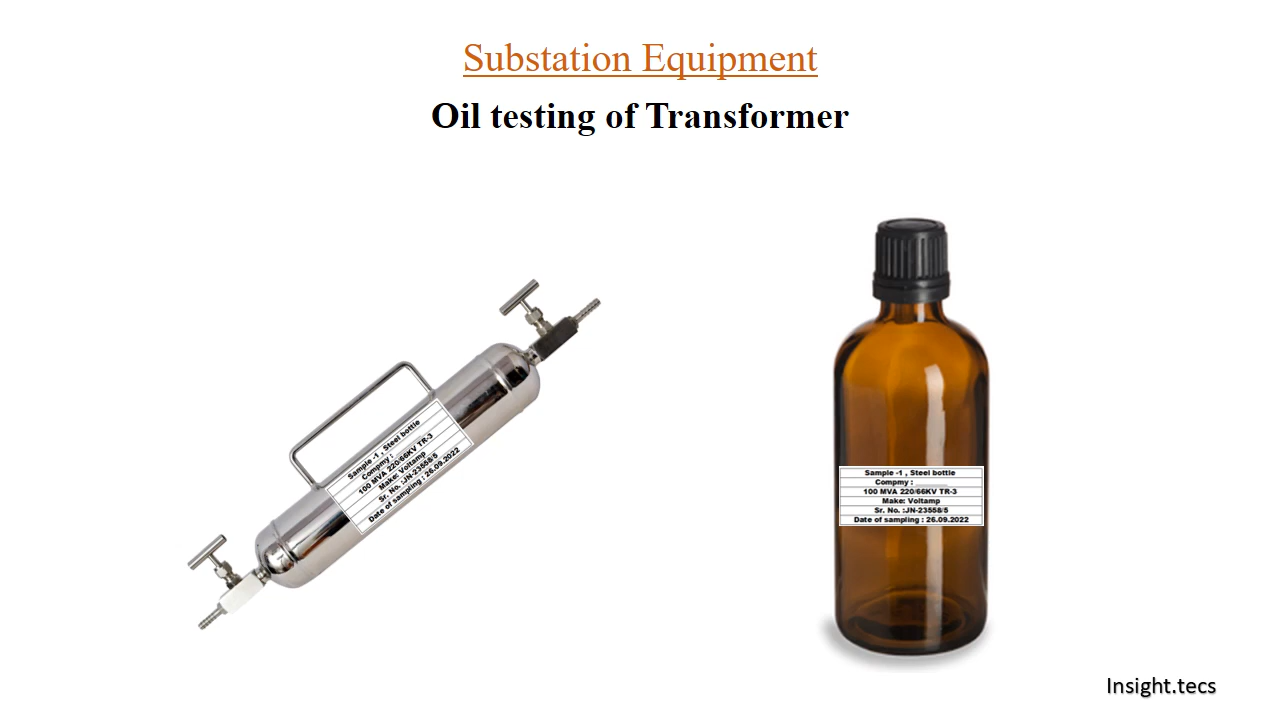 Substation Equipment
Oil testing of Transformer
Sample -1 , Steel bottle
Compmy : ______
100 MVA 220/66KV TR-3
Make: Voltamp
Sr. No. :JN-23558/5
Date of sampling : 26.09.2022
Sample -1 , Steel bottle
Compmy : ______
100 MVA 220/66KV TR-3
Make: Voltamp
Sr. No. :JN-23558/5
Date of sampling : 26.09.2022
Insight.tecs